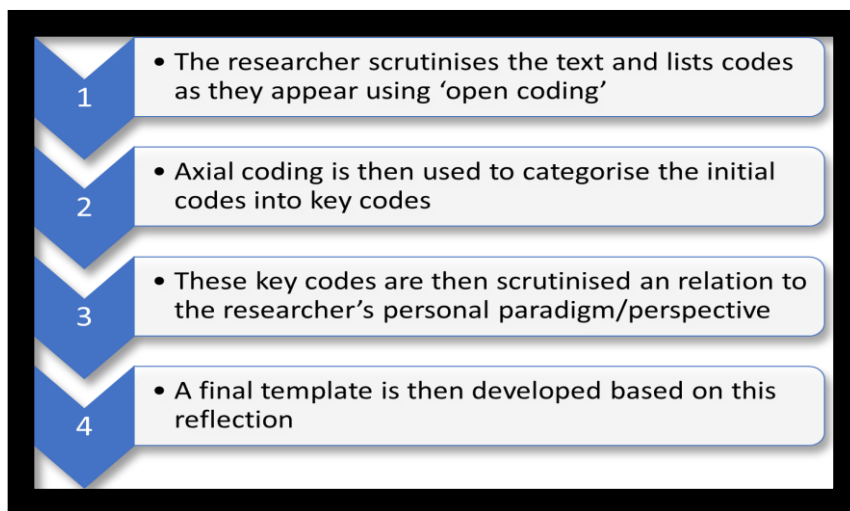 1
• The researcher scrutinises the text and lists codes
as they appear using ‘open coding’
2
• Axial coding is then used to categorise the initial
codes into key codes
3
• These key codes are then scrutinised an relation to
the researcher’s personal paradigm/perspective
4
• A final template is then developed based on this
reflection